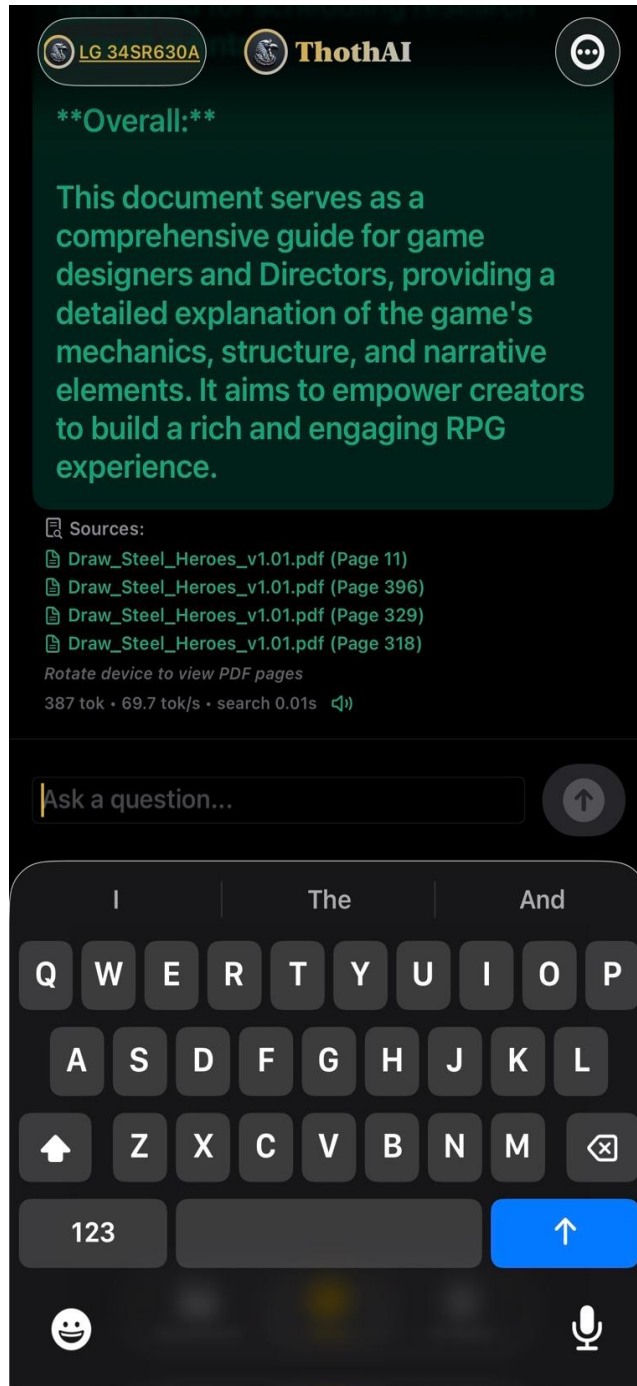 LG 34SR630A
ThothAI
**Overall:**
This document serves as a
comprehensive guide for game
designers and Directors, providing a
detailed explanation of the game's
mechanics, structure, and narrative
elements. It aims to empower creators
to build a rich and engaging RPG
experience.
Sources:
Draw_Steel_Heroes_v1.01.pdf (Page 11)
Draw_Steel_Heroes_v1.01.pdf (Page 396)
Draw_Steel_Heroes_v1.01.pdf (Page 329)
Draw_Steel_Heroes_v1.01.pdf (Page 318)
Rotate device to view PDF pages
387 tok • 69.7 tok/s • search 0.01s
Ask a question...
I The And
Q W E R T Y U I O P
A S D F G H J K L
Z X C V B N M
123